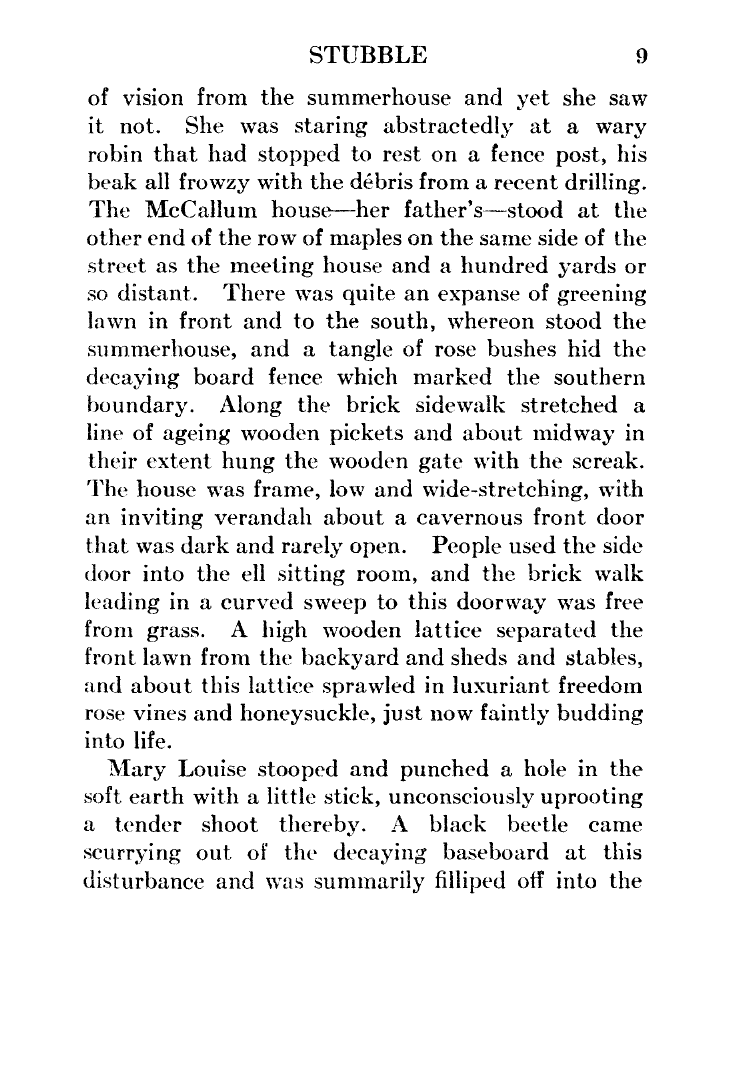 STUBBLE 9
of vision from the summerhouse and yet she saw
it not. She was staring abstractedly at a wary
robin that had stopped to rest on a fence post, his
beak all frowzy with the débris from a recent drilling.
The McCallum house—her father's—stood at the
other end of the row of maples on the same side of the
street as the meeting house and a hundred yards or
so distant. There was quite an expanse of greening
lawn in front and to the south, whereon stood the
summerhouse, and a tangle of rose bushes hid the
decaying board fence which marked the southern
boundary. Along the brick sidewalk stretched a
line of ageing wooden pickets and about midway in
their extent hung the wooden gate with the screak.
The house was frame, low and wide-stretching, with
an inviting verandah about a cavernous front door
that was dark and rarely open. People used the side
door into the ell sitting room, and the brick walk
leading in a curved sweep to this doorway was free
from grass. A high wooden lattice separated the
front lawn from the backyard and sheds and stables,
and about this lattice sprawled in luxuriant freedom
rose vines and honeysuckle, just now faintly budding
into life.
Mary Louise stooped and punched a hole in the
soft earth with a little stick, unconsciously uprooting
a tender shoot thereby. A black beetle came
scurrying out of the decaying baseboard at this
disturbance and was summarily filliped off into the